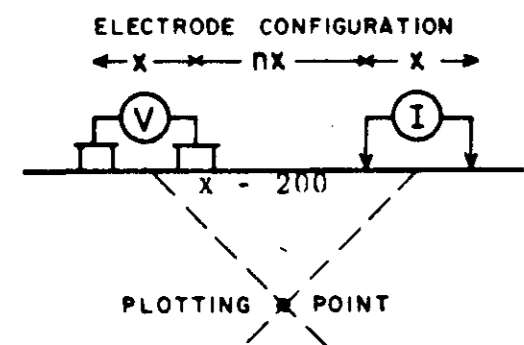 ELECTRODE CONFIGURATION
x nx x
V I
x - 200
PLOTTING POINT